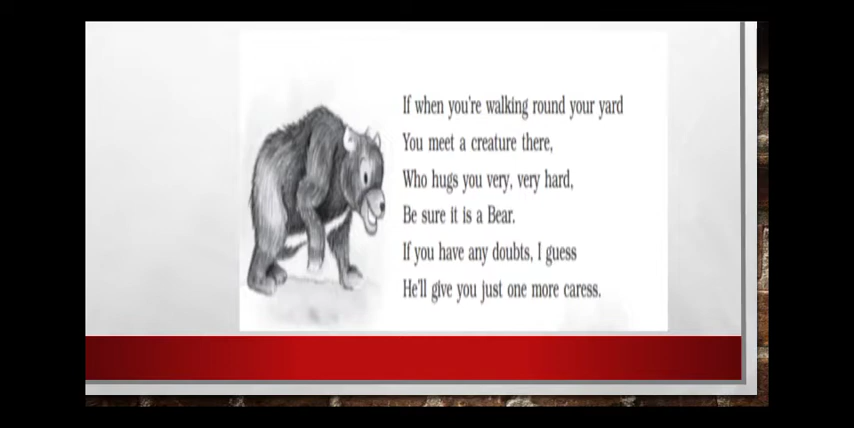 If when you're walking round your yard
You meet a creature there,
Who hugs you very, very hard,
Be sure it is a Bear.
If you have any doubts, I guess
He'll give you just one more caress.